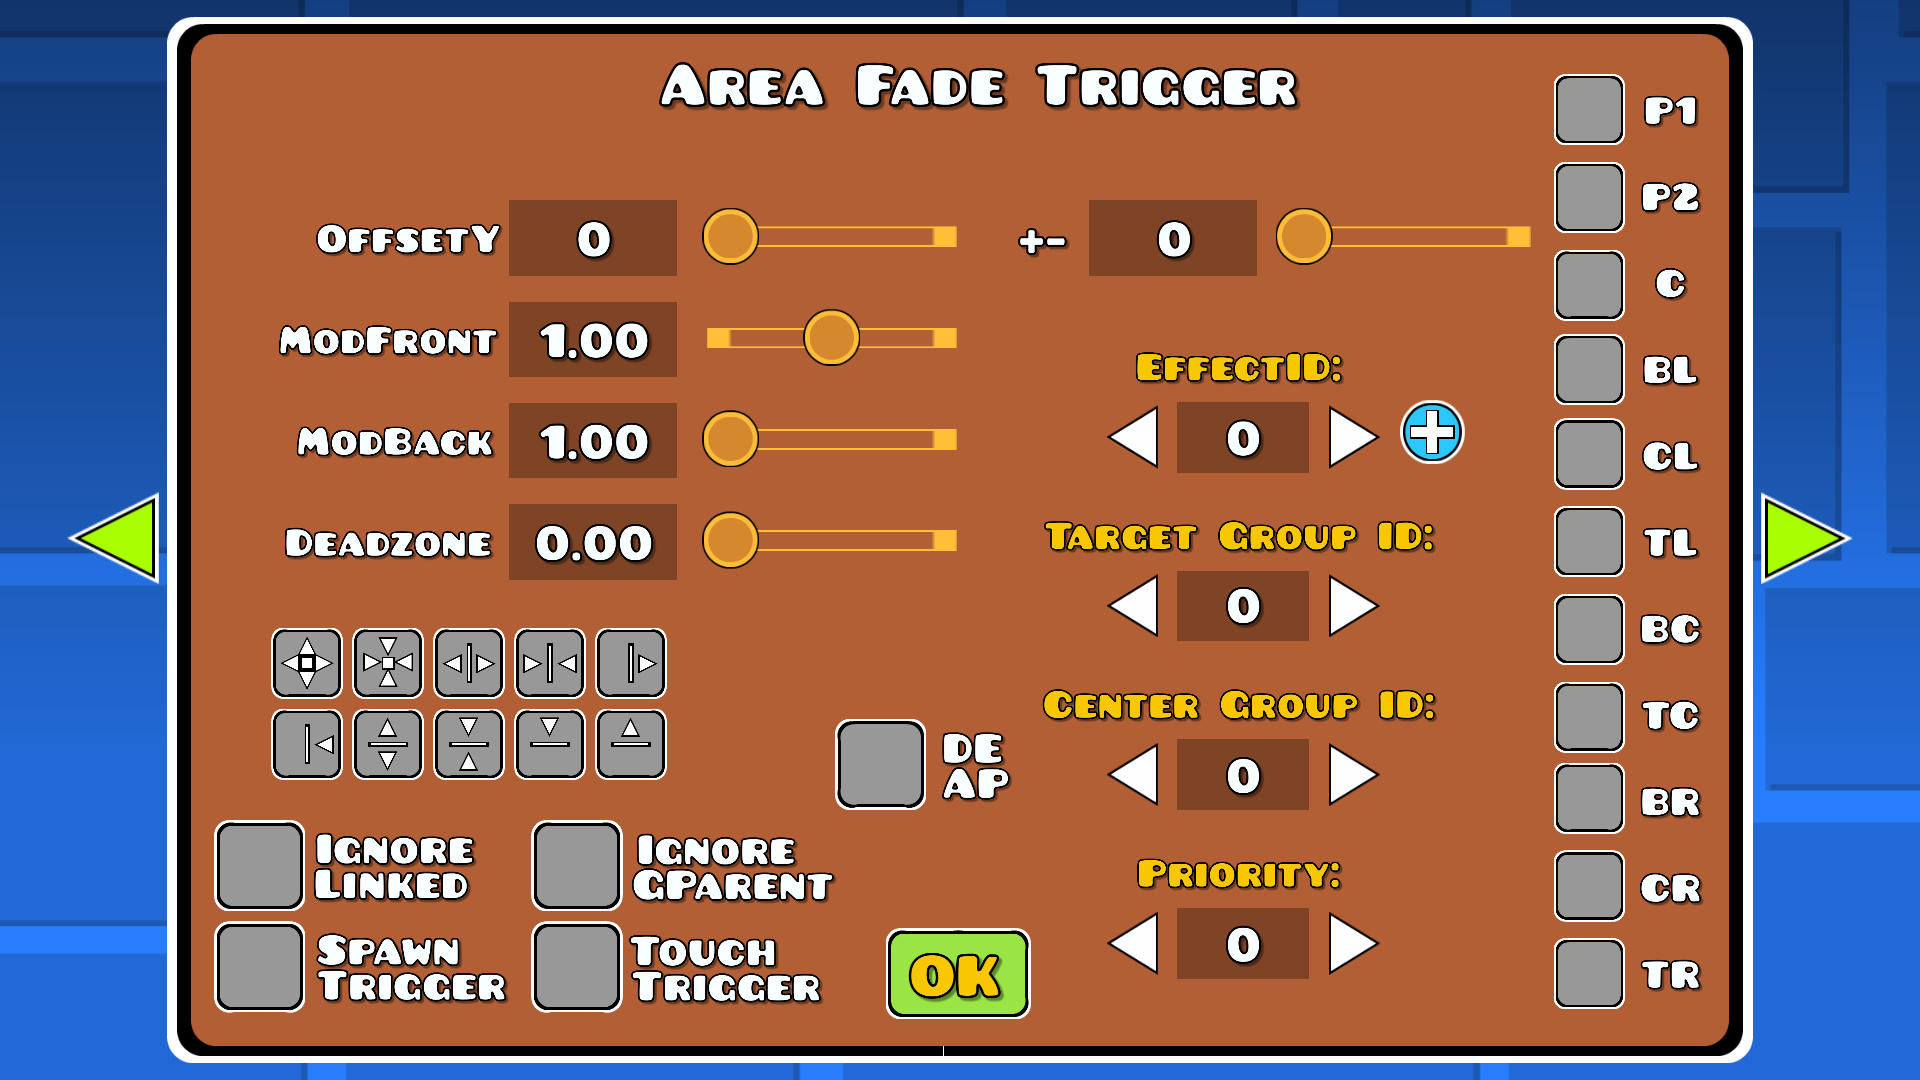 Area Fade Trigger
OffsetY 0 +- 0
ModFront 1.00
ModBack 1.00
Deadzone 0.00
EffectID:
0
Target Group ID:
0
Center Group ID:
0
Priority:
0
DE
AP
Ignore
Linked
Ignore
GParent
Spawn
Trigger
Touch
Trigger
OK
P1
P2
C
BL
CL
TL
BC
TC
BR
CR
TR